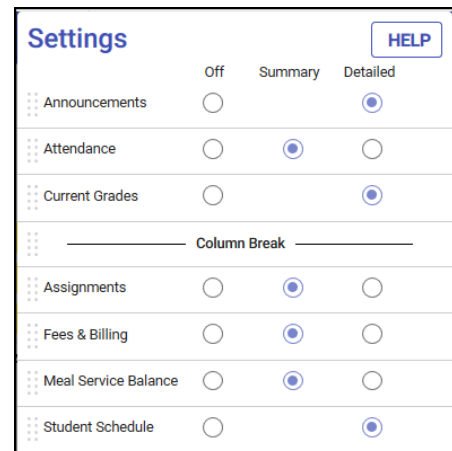 Settings HELP
Off Summary Detailed
Announcements
Attendance
Current Grades
Column Break
Assignments
Fees & Billing
Meal Service Balance
Student Schedule